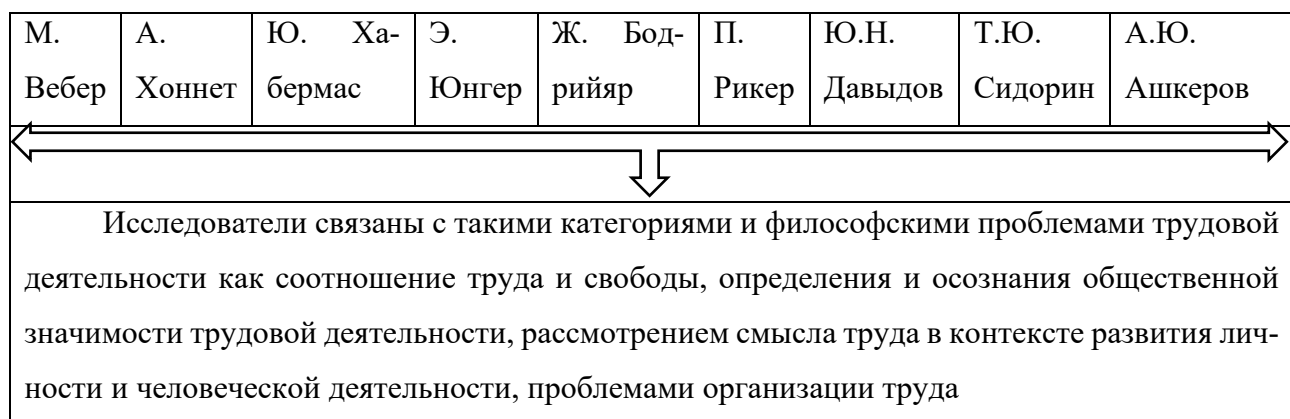 М. Вебер
А. Хоннет
Ю. Ха-
бермас
Э. Юнгер
Ж. Бод-
рийяр
П. Рикер
Ю.Н. Давыдов
Т.Ю. Сидорин
А.Ю. Ашкеров
Исследователи связаны с такими категориями и философскими проблемами трудовой
деятельности как соотношение труда и свободы, определения и осознания общественной
значимости трудовой деятельности, рассмотрением смысла труда в контексте развития лич-
ности и человеческой деятельности, проблемами организации труда